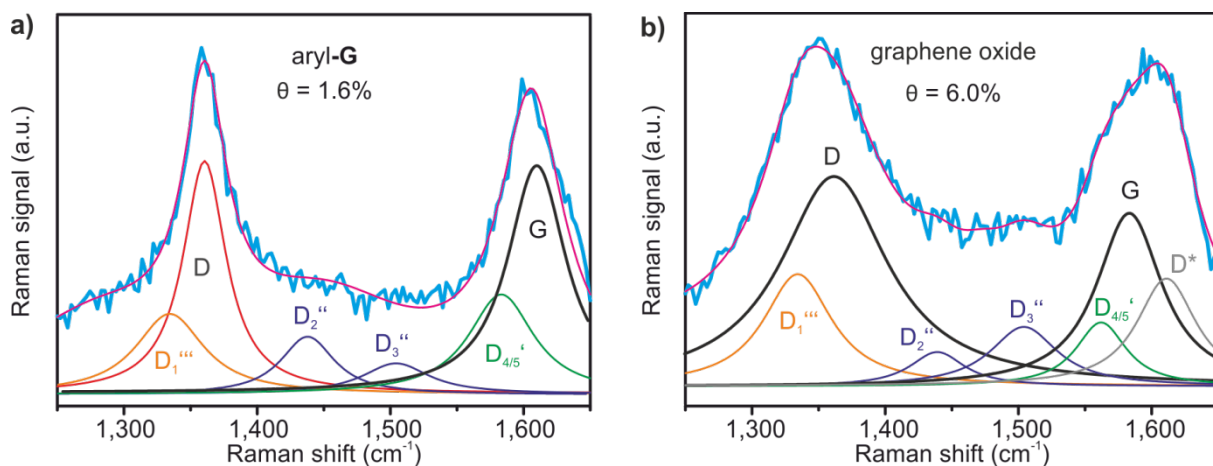 a)
aryl-G
θ = 1.6%
Raman signal (a.u.)
D
G
D₁‘‘‘
D₂“
D₃“
D₄/₅‘
1,300 1,400 1,500 1,600
Raman shift (cm⁻¹)
b)
graphene oxide
θ = 6.0%
Raman signal (a.u.)
D
G
D*
D₁‘‘‘
D₂“
D₃“
D₄/₅‘
1,300 1,400 1,500 1,600
Raman shift (cm⁻¹)